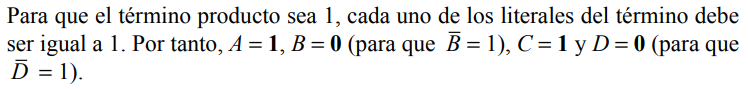 Para que el término producto sea 1, cada uno de los literales del término debe
ser igual a 1. Por tanto, A = 1, B = 0 (para que B̅ = 1), C = 1 y D = 0 (para que
D̅ = 1).